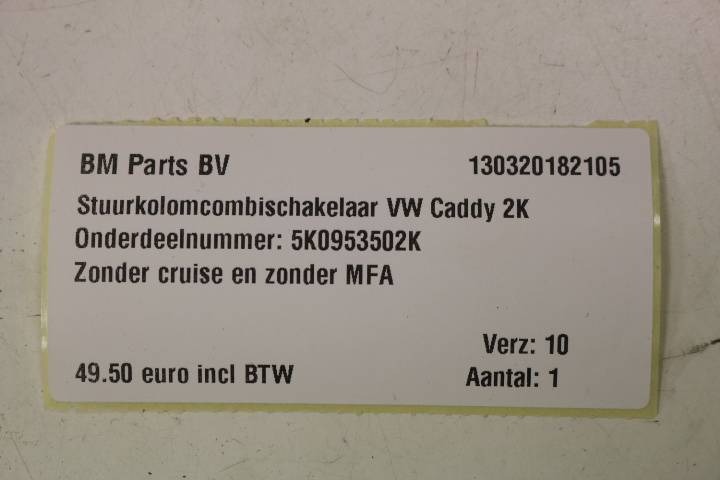 BM Parts BV 130320182105
Stuurkolomcombischakelaar VW Caddy 2K
Onderdeelnummer: 5K0953502K
Zonder cruise en zonder MFA
Verz: 10
49.50 euro incl BTW Aantal: 1